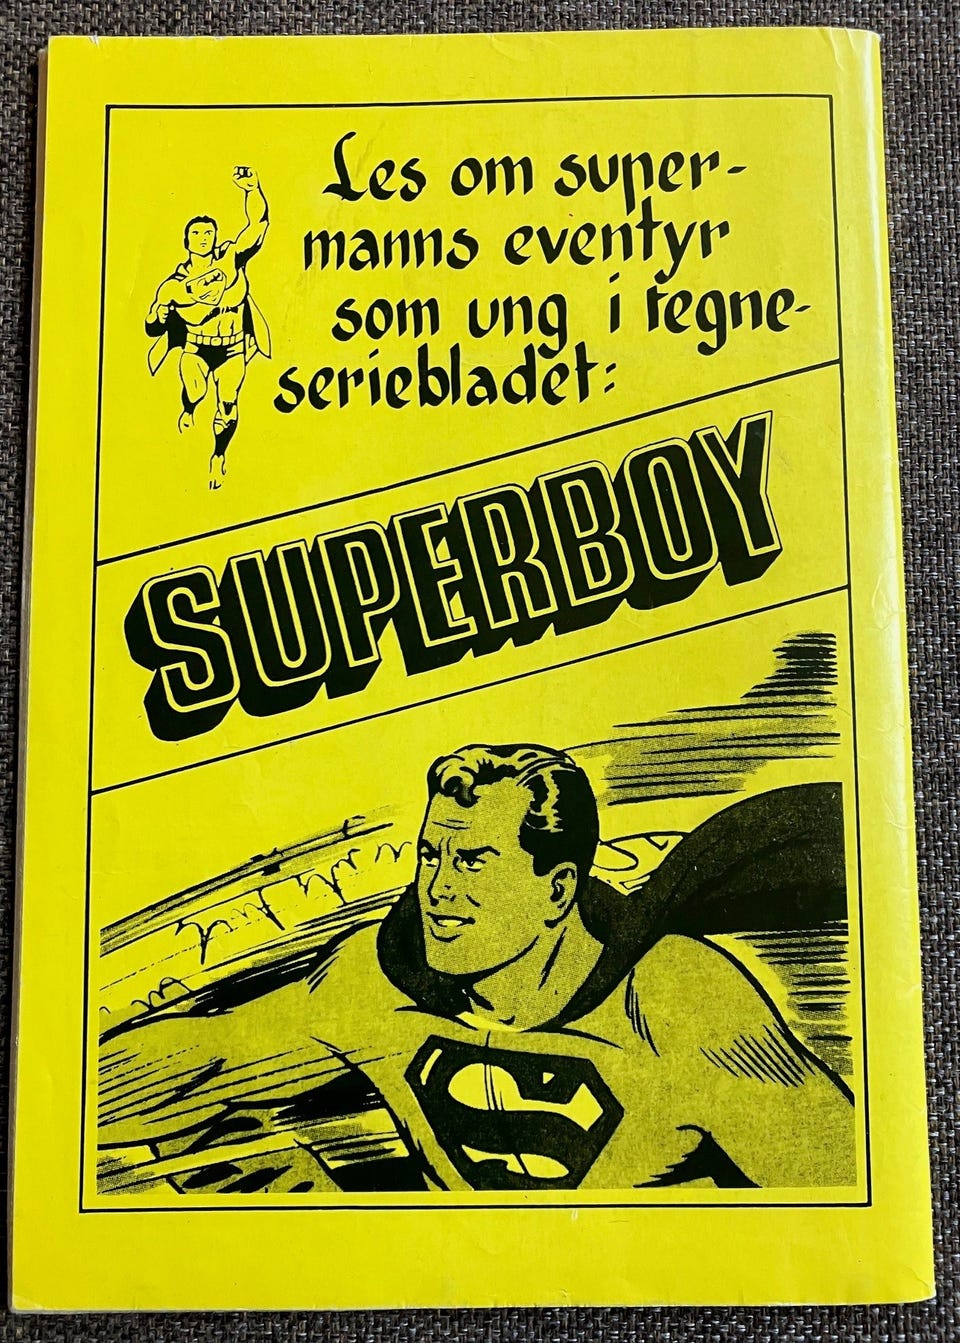 Les om super-
manns eventyr
som ung i tegne-
seriebladet:
SUPERBOY
S